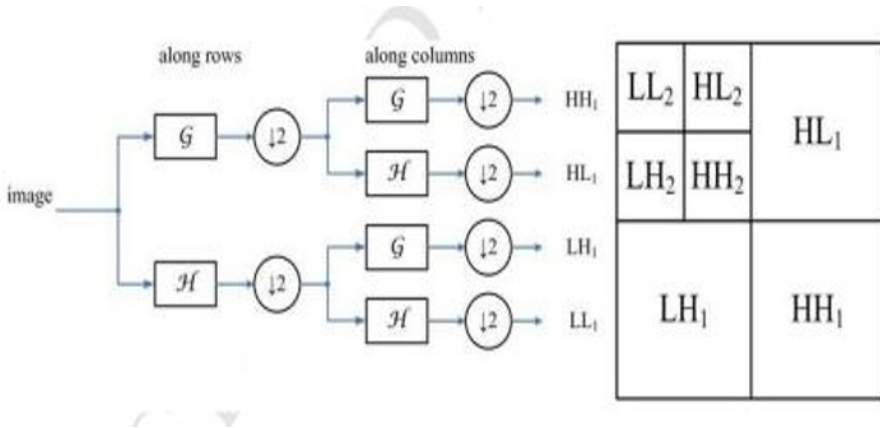 along rows
along columns
image
𝒢
↓2
𝒢
↓2
HH₁
ℋ
↓2
HL₁
ℋ
↓2
𝒢
↓2
LH₁
ℋ
↓2
LL₁
LL₂ HL₂
HL₁
LH₂ HH₂
LH₁ HH₁